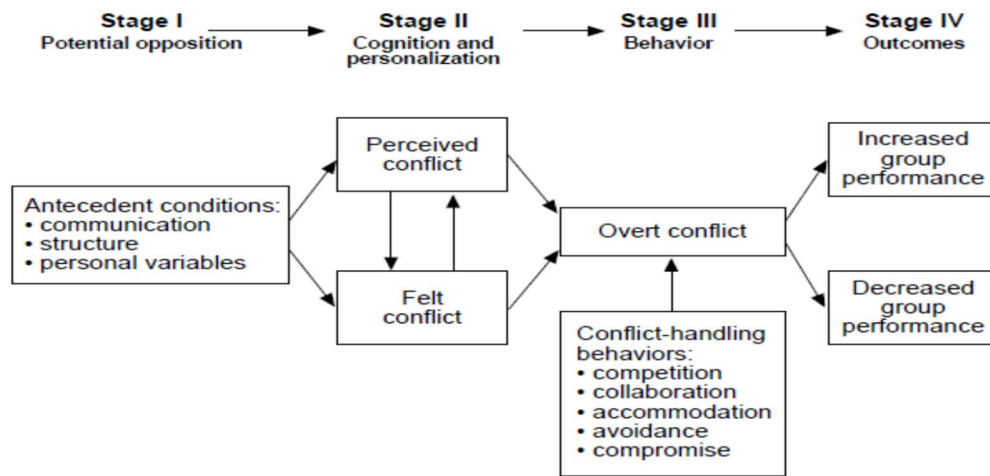 Stage I
Potential opposition
Stage II
Cognition and
personalization
Stage III
Behavior
Stage IV
Outcomes
Antecedent conditions:
• communication
• structure
• personal variables
Perceived
conflict
Felt
conflict
Overt conflict
Conflict-handling
behaviors:
• competition
• collaboration
• accommodation
• avoidance
• compromise
Increased
group
performance
Decreased
group
performance